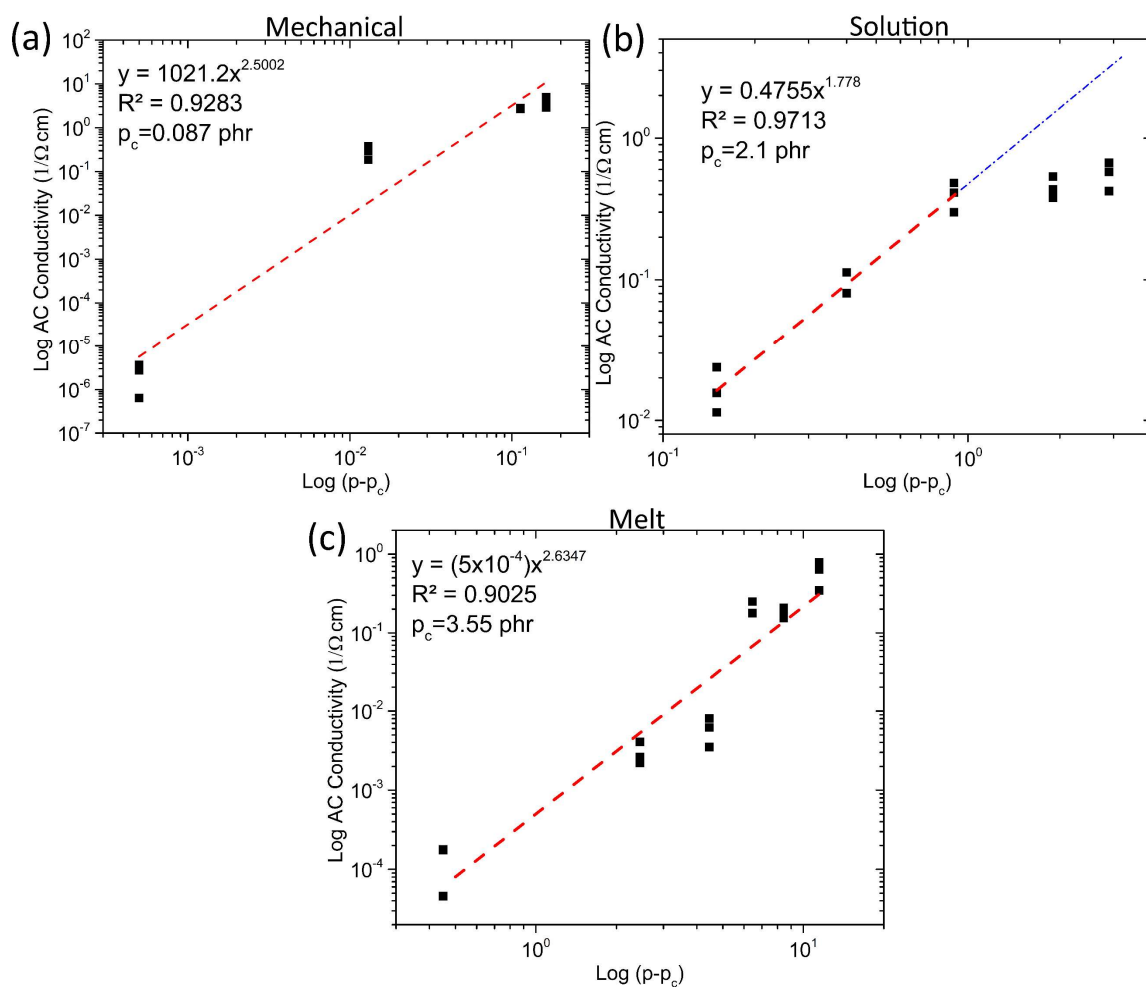 (a)
Mechanical
y = 1021.2x^2.5002
R² = 0.9283
p_c=0.087 phr
10^2
10^1
10^0
10^-1
10^-2
10^-3
10^-4
10^-5
10^-6
10^-7
Log AC Conductivity (1/Ω cm)
10^-3
10^-2
10^-1
Log (p-p_c)
(b)
Solution
y = 0.4755x^1.778
R² = 0.9713
p_c=2.1 phr
10^0
10^-1
10^-2
Log AC Conductivity (1/Ω cm)
10^-1
10^0
Log (p-p_c)
(c)
Melt
y = (5x10^-4)x^2.6347
R² = 0.9025
p_c=3.55 phr
10^0
10^-1
10^-2
10^-3
10^-4
Log AC Conductivity (1/Ω cm)
10^0
10^1
Log (p-p_c)